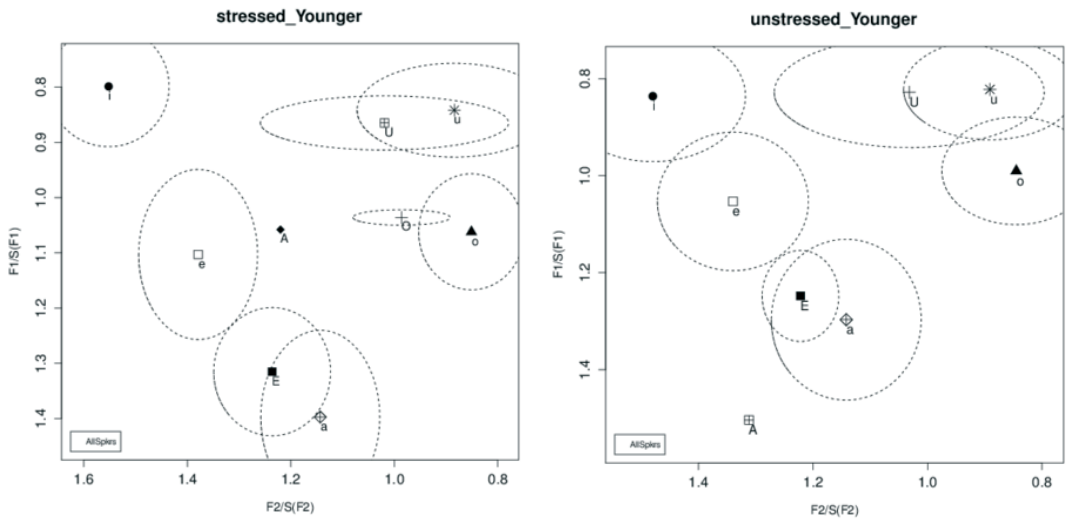 stressed_Younger
0.8
0.9
1.0
1.1
1.2
1.3
1.4
F1/S(F1)
i
u
U
O
o
A
e
E
a
AllSpkrs
1.6
1.4
1.2
1.0
0.8
F2/S(F2)
unstressed_Younger
0.8
1.0
1.2
1.4
F1/S(F1)
i
U
u
o
e
E
a
A
AllSpkrs
1.4
1.2
1.0
0.8
F2/S(F2)